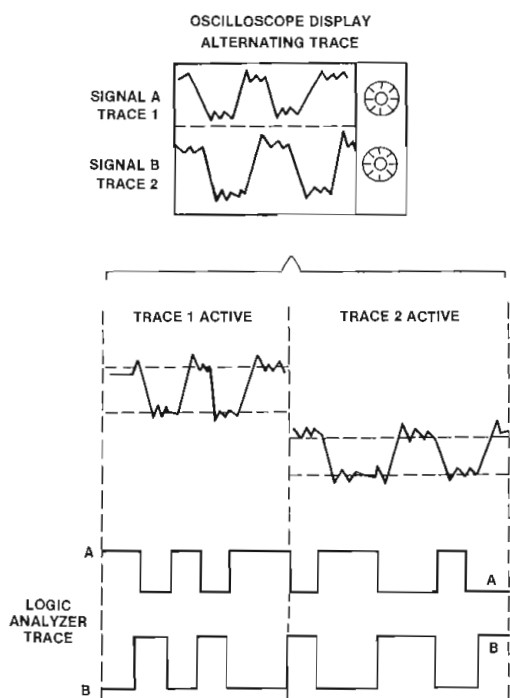 OSCILLOSCOPE DISPLAY
ALTERNATING TRACE
SIGNAL A
TRACE 1
SIGNAL B
TRACE 2
TRACE 1 ACTIVE
TRACE 2 ACTIVE
A
A
LOGIC
ANALYZER
TRACE
B
B